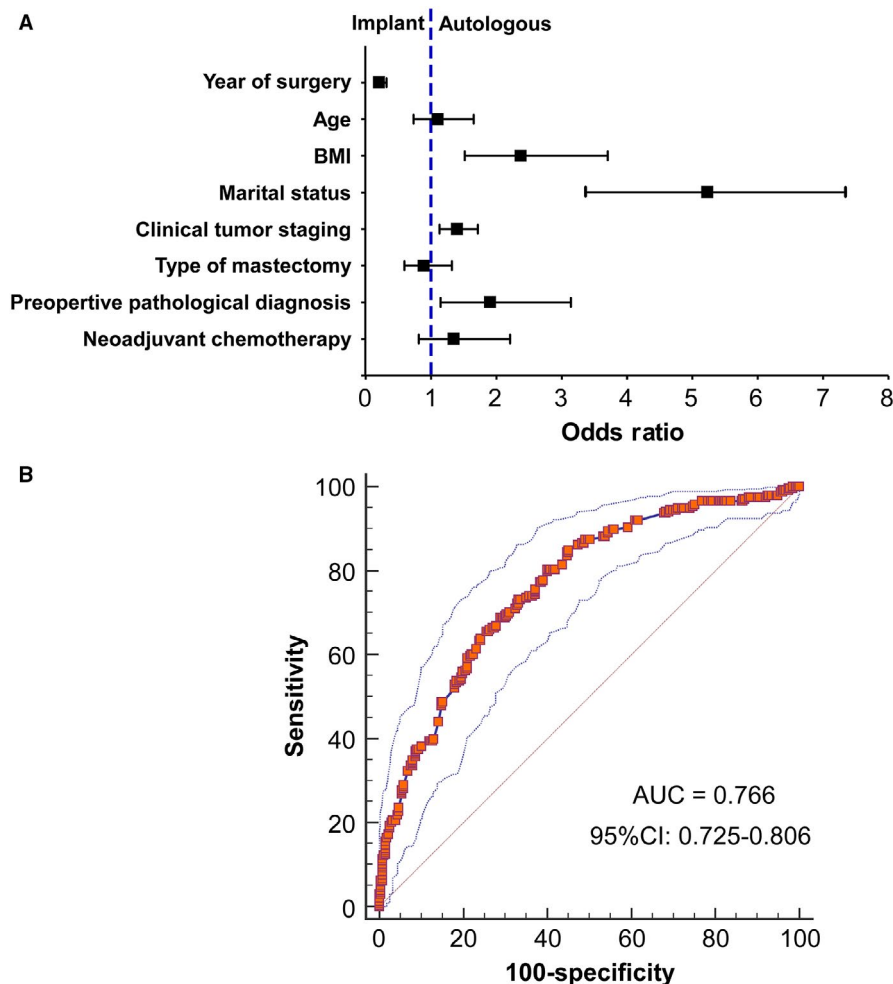 A
Implant Autologous
Year of surgery
Age
BMI
Marital status
Clinical tumor staging
Type of mastectomy
Preopertive pathological diagnosis
Neoadjuvant chemotherapy
0 1 2 3 4 5 6 7 8
Odds ratio
B
100
80
60
40
20
0
Sensitivity
AUC = 0.766
95%CI: 0.725-0.806
0 20 40 60 80 100
100-specificity